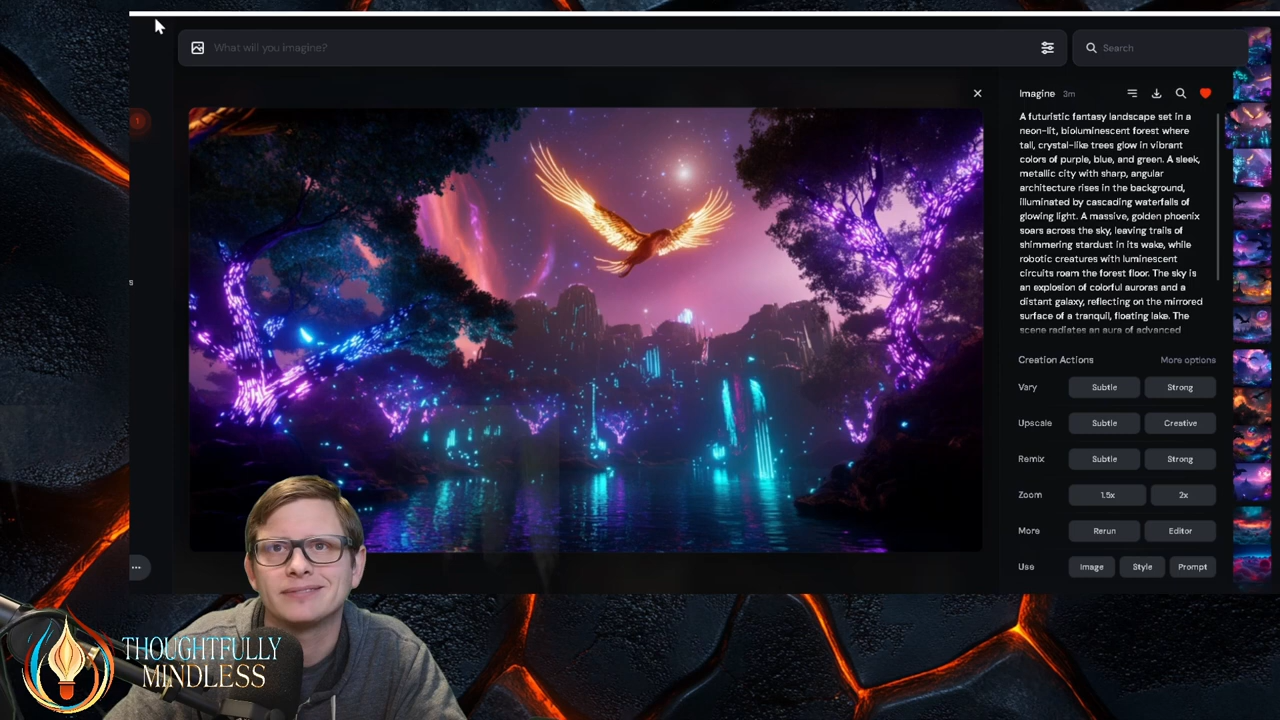 What will you imagine?
Search
Imagine 3m
1
A futuristic fantasy landscape set in a
neon-lit, bioluminescent forest where
tall, crystal-like trees glow in vibrant
colors of purple, blue, and green. A sleek,
metallic city with sharp, angular
architecture rises in the background,
illuminated by cascading waterfalls of
glowing light. A massive, golden phoenix
soars across the sky, leaving trails of
shimmering stardust in its wake, while
robotic creatures with luminescent
circuits roam the forest floor. The sky is
an explosion of colorful auroras and a
distant galaxy, reflecting on the mirrored
surface of a tranquil, floating lake. The
scene radiates an aura of advanced
s
Creation Actions More options
Vary Subtle Strong
Upscale Subtle Creative
Remix Subtle Strong
Zoom 1.5x 2x
More Rerun Editor
Use Image Style Prompt
THOUGHTFULLY
MINDLESS